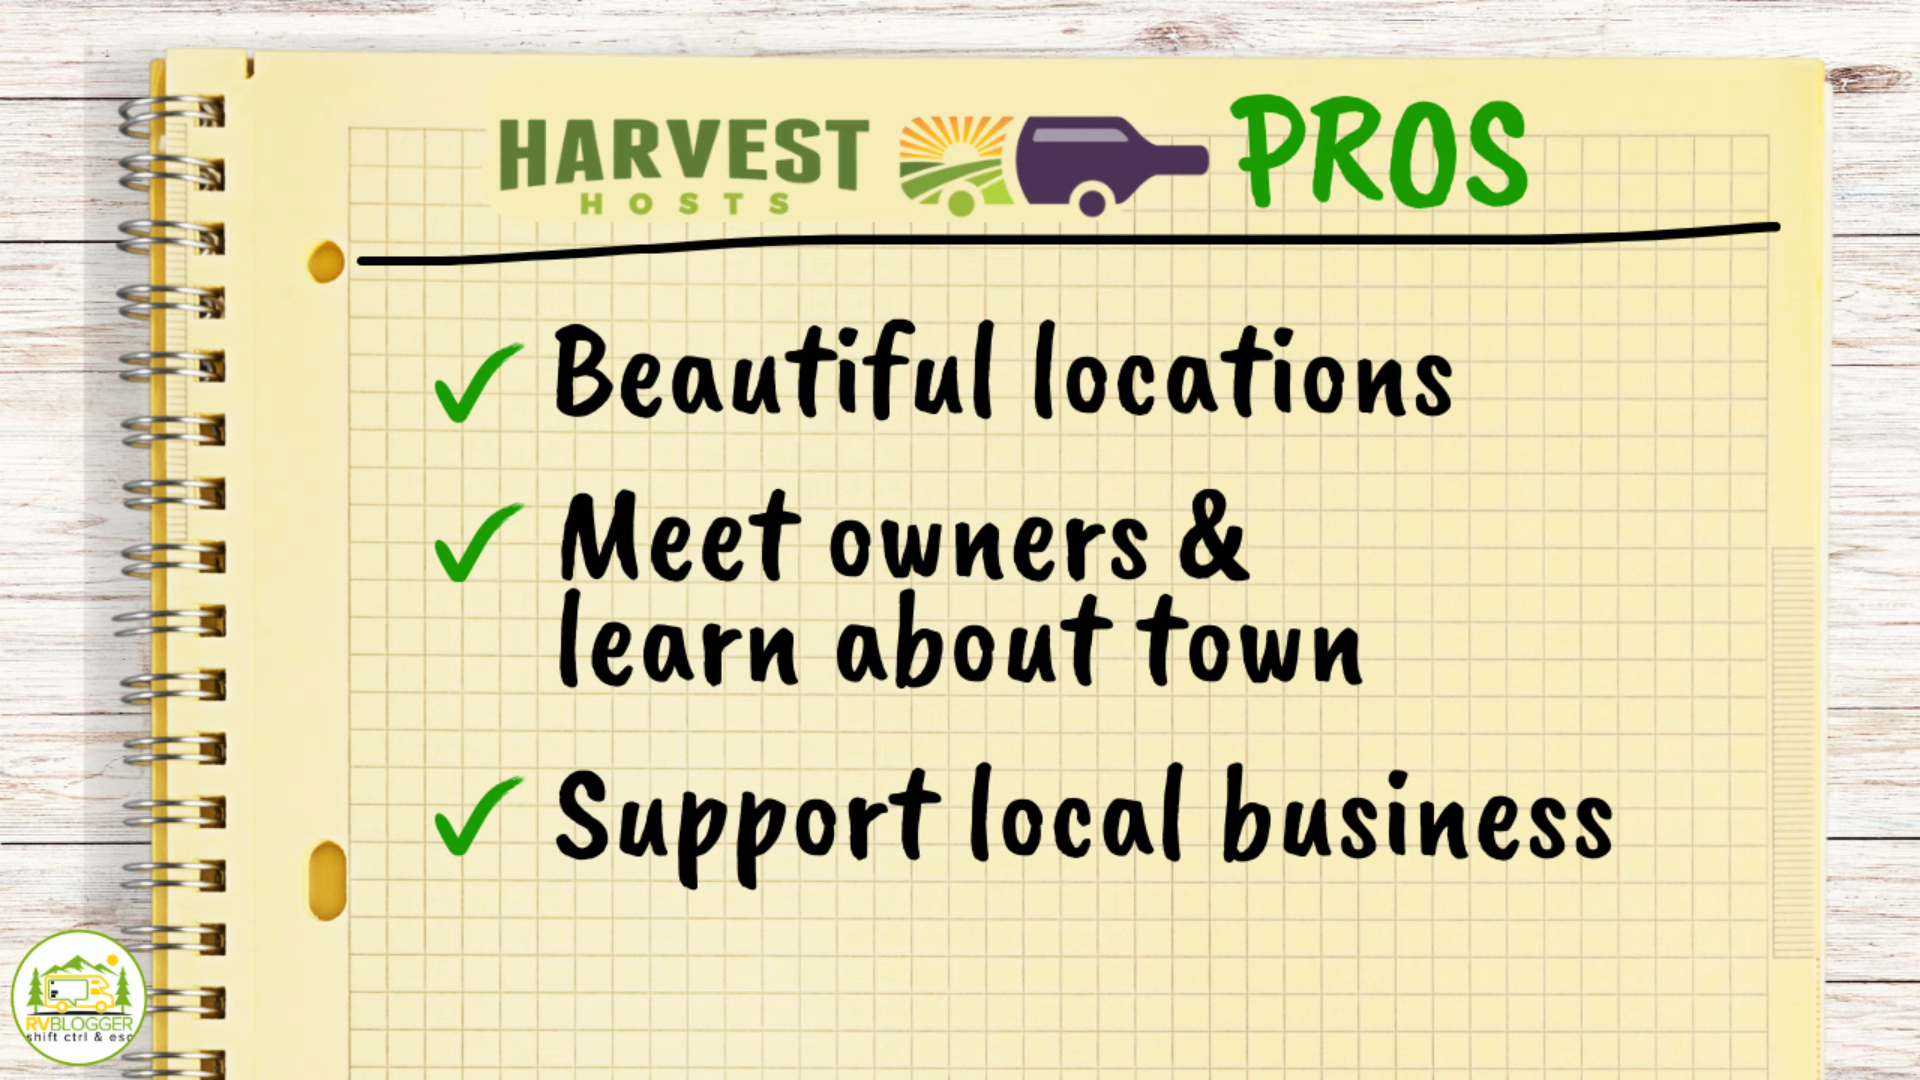 HARVEST PROS
HOSTS
Beautiful locations
Meet owners &
learn about town
Support local business
RVBLOGGER
shift ctrl & esc